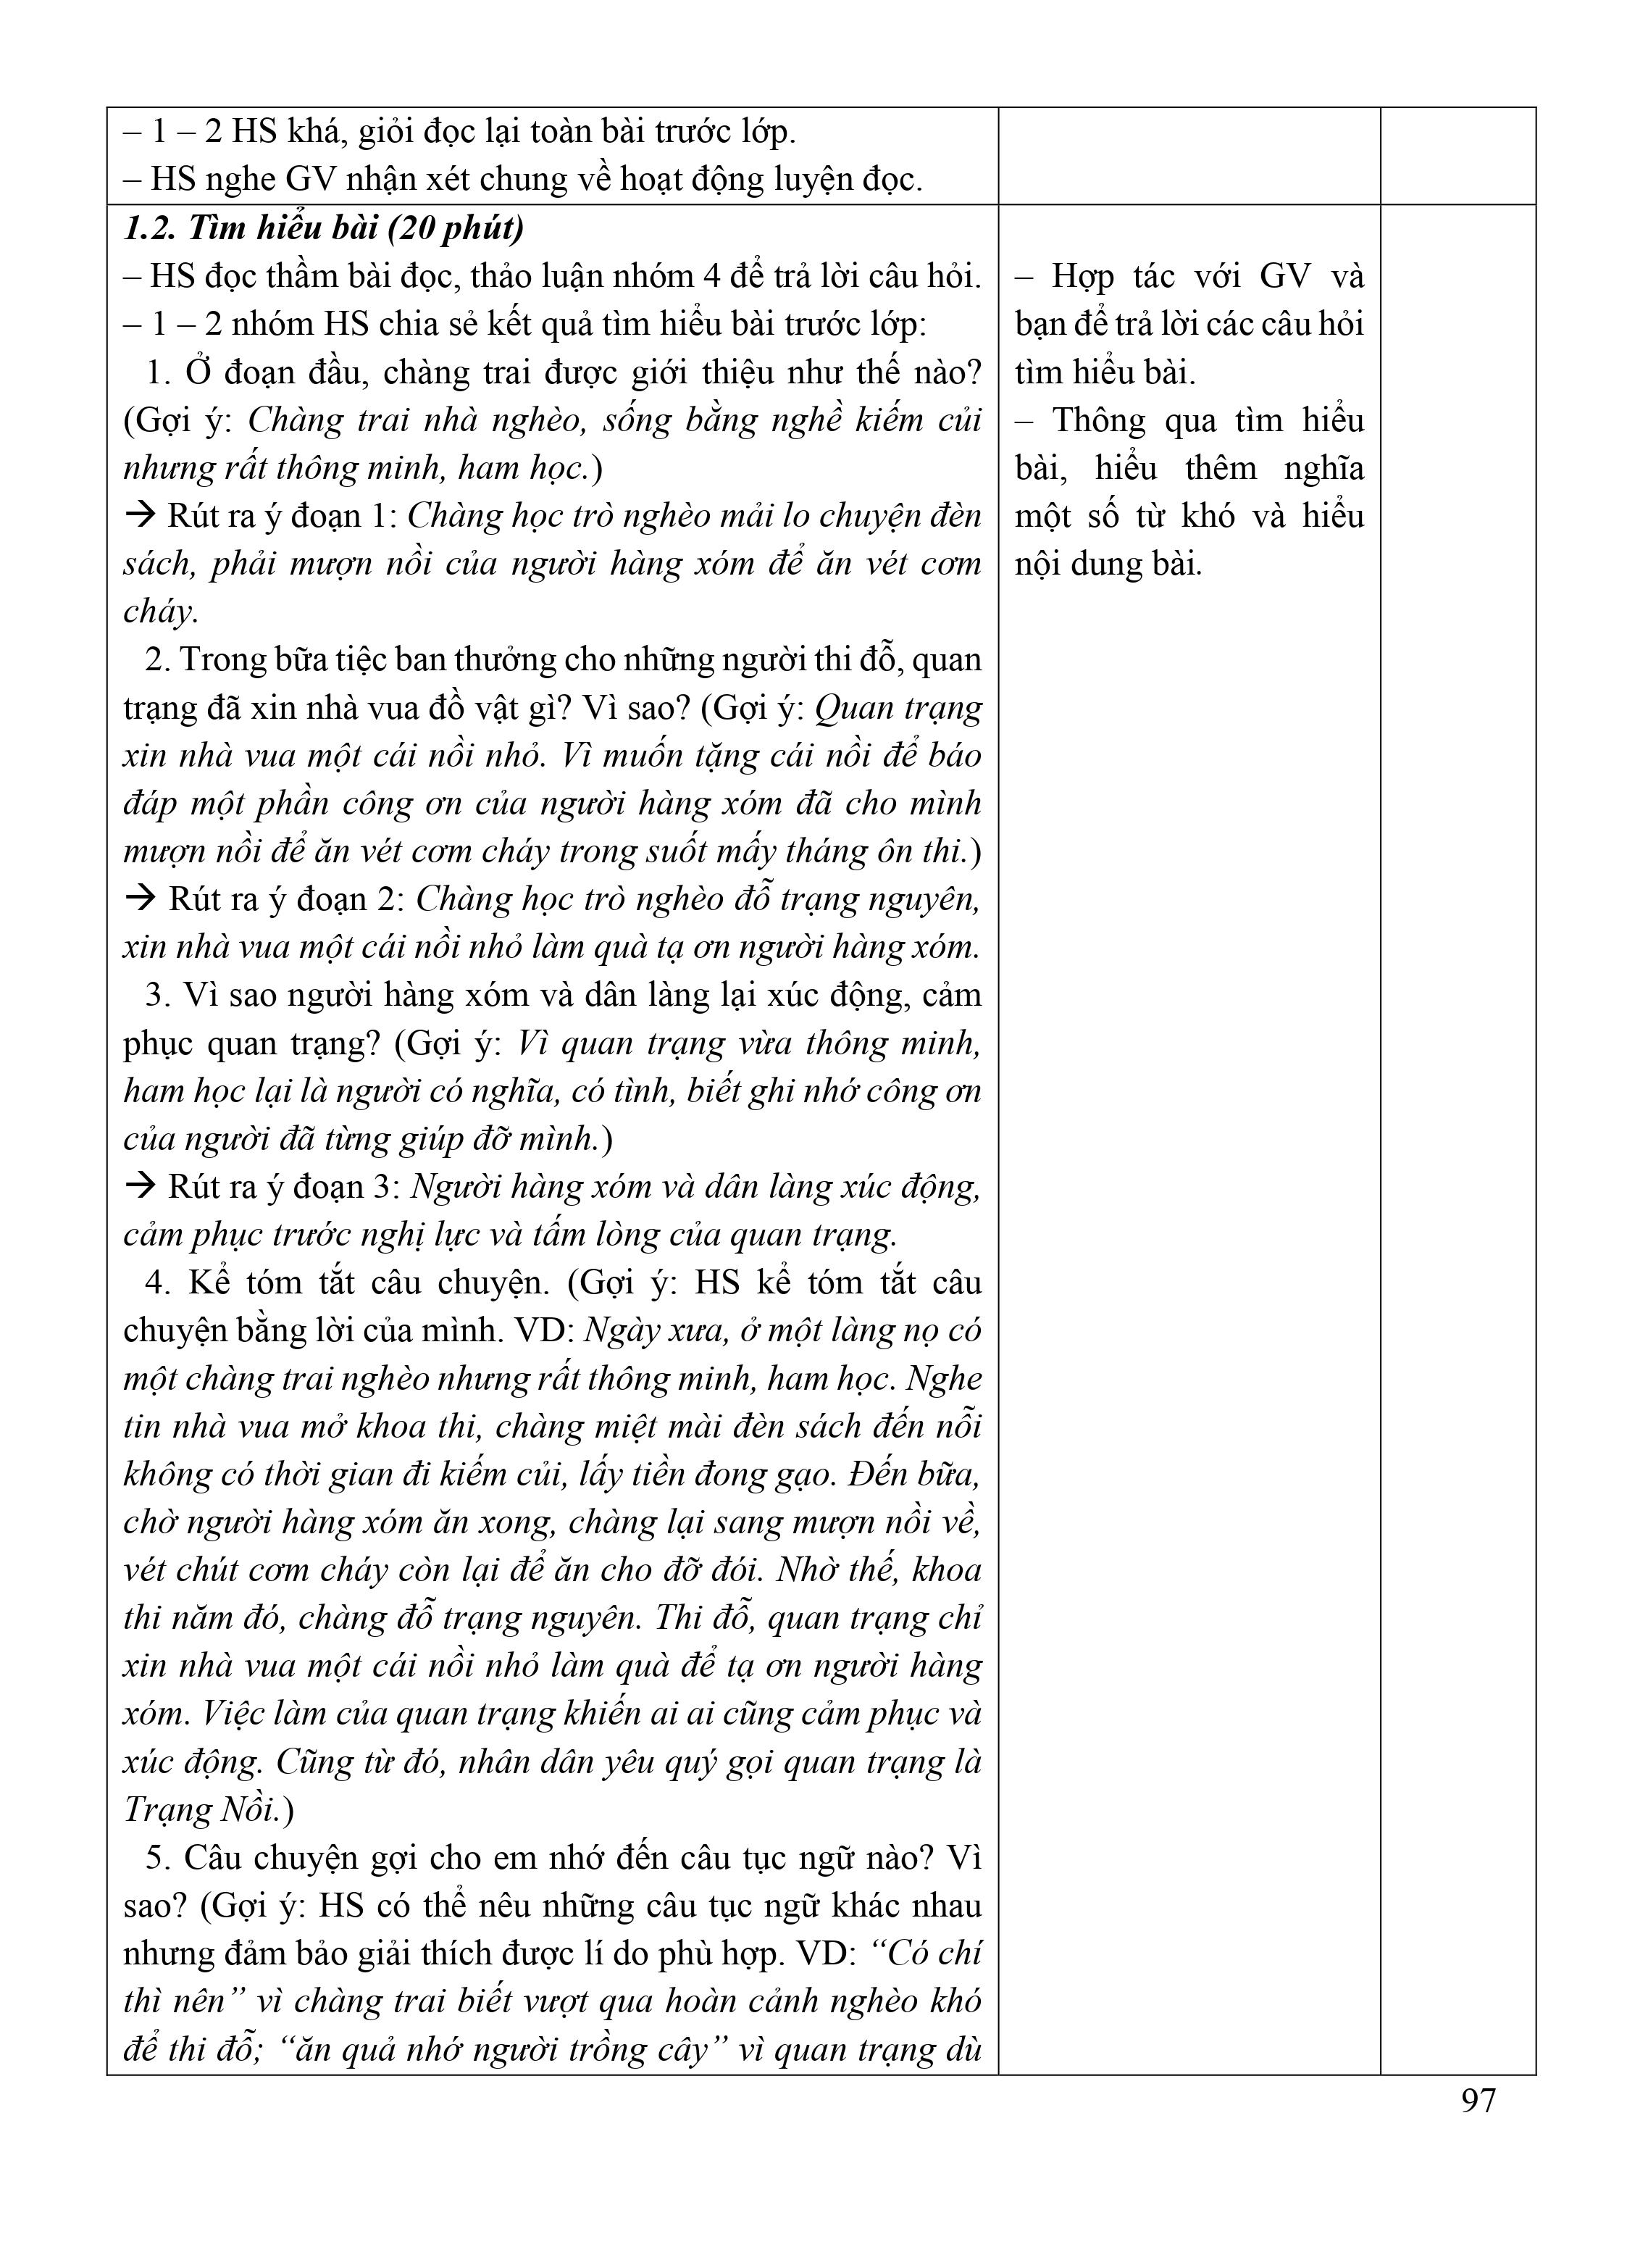 – 1 – 2 HS khá, giỏi đọc lại toàn bài trước lớp.
– HS nghe GV nhận xét chung về hoạt động luyện đọc.
1.2. Tìm hiểu bài (20 phút)
– HS đọc thầm bài đọc, thảo luận nhóm 4 để trả lời câu hỏi.
– 1 – 2 nhóm HS chia sẻ kết quả tìm hiểu bài trước lớp:
1. Ở đoạn đầu, chàng trai được giới thiệu như thế nào?
(Gợi ý: Chàng trai nhà nghèo, sống bằng nghề kiếm củi
nhưng rất thông minh, ham học.)
→ Rút ra ý đoạn 1: Chàng học trò nghèo mải lo chuyện đèn
sách, phải mượn nồi của người hàng xóm để ăn vét cơm
cháy.
2. Trong bữa tiệc ban thưởng cho những người thi đỗ, quan
trạng đã xin nhà vua đồ vật gì? Vì sao? (Gợi ý: Quan trạng
xin nhà vua một cái nồi nhỏ. Vì muốn tặng cái nồi để báo
đáp một phần công ơn của người hàng xóm đã cho mình
mượn nồi để ăn vét cơm cháy trong suốt mấy tháng ôn thi.)
→ Rút ra ý đoạn 2: Chàng học trò nghèo đỗ trạng nguyên,
xin nhà vua một cái nồi nhỏ làm quà tạ ơn người hàng xóm.
3. Vì sao người hàng xóm và dân làng lại xúc động, cảm
phục quan trạng? (Gợi ý: Vì quan trạng vừa thông minh,
ham học lại là người có nghĩa, có tình, biết ghi nhớ công ơn
của người đã từng giúp đỡ mình.)
→ Rút ra ý đoạn 3: Người hàng xóm và dân làng xúc động,
cảm phục trước nghị lực và tấm lòng của quan trạng.
4. Kể tóm tắt câu chuyện. (Gợi ý: HS kể tóm tắt câu
chuyện bằng lời của mình. VD: Ngày xưa, ở một làng nọ có
một chàng trai nghèo nhưng rất thông minh, ham học. Nghe
tin nhà vua mở khoa thi, chàng miệt mài đèn sách đến nỗi
không có thời gian đi kiếm củi, lấy tiền đong gạo. Đến bữa,
chờ người hàng xóm ăn xong, chàng lại sang mượn nồi về,
vét chút cơm cháy còn lại để ăn cho đỡ đói. Nhờ thế, khoa
thi năm đó, chàng đỗ trạng nguyên. Thi đỗ, quan trạng chỉ
xin nhà vua một cái nồi nhỏ làm quà để tạ ơn người hàng
xóm. Việc làm của quan trạng khiến ai ai cũng cảm phục và
xúc động. Cũng từ đó, nhân dân yêu quý gọi quan trạng là
Trạng Nồi.)
5. Câu chuyện gợi cho em nhớ đến câu tục ngữ nào? Vì
sao? (Gợi ý: HS có thể nêu những câu tục ngữ khác nhau
nhưng đảm bảo giải thích được lí do phù hợp. VD: “Có chí
thì nên” vì chàng trai biết vượt qua hoàn cảnh nghèo khó
để thi đỗ; “ăn quả nhớ người trồng cây” vì quan trạng dù
– Hợp tác với GV và
bạn để trả lời các câu hỏi
tìm hiểu bài.
– Thông qua tìm hiểu
bài, hiểu thêm nghĩa
một số từ khó và hiểu
nội dung bài.
97